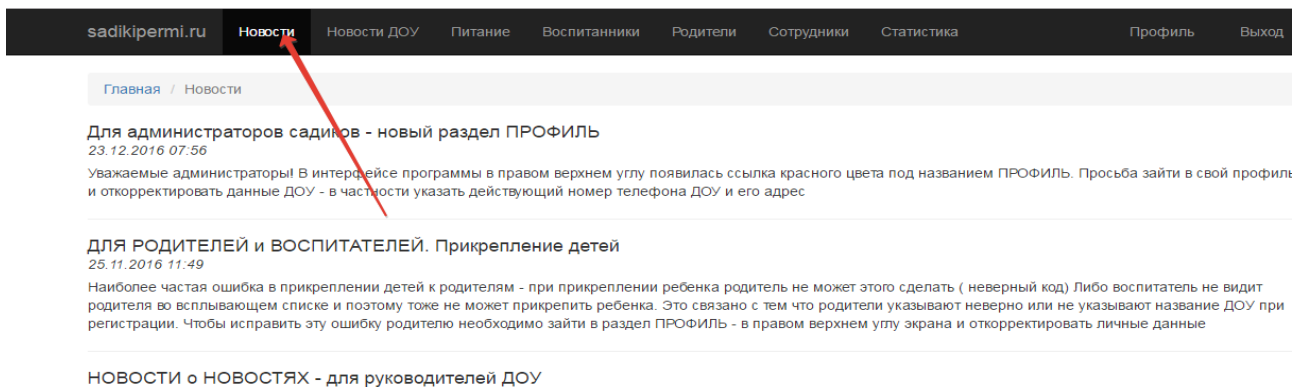 sadikipermi.ru Новости Новости ДОУ Питание Воспитанники Родители Сотрудники Статистика Профиль Выход
Главная / Новости
Для администраторов садиков - новый раздел ПРОФИЛЬ
23.12.2016 07:56
Уважаемые администраторы! В интерфейсе программы в правом верхнем углу появилась ссылка красного цвета под названием ПРОФИЛЬ. Просьба зайти в свой профиль
и откорректировать данные ДОУ - в частности указать действующий номер телефона ДОУ и его адрес
ДЛЯ РОДИТЕЛЕЙ и ВОСПИТАТЕЛЕЙ. Прикрепление детей
25.11.2016 11:49
Наиболее частая ошибка в прикреплении детей к родителям - при прикреплении ребенка родитель не может этого сделать ( неверный код) Либо воспитатель не видит
родителя во всплывающем списке и поэтому тоже не может прикрепить ребенка. Это связано с тем что родители указывают неверно или не указывают название ДОУ при
регистрации. Чтобы исправить эту ошибку родителю необходимо зайти в раздел ПРОФИЛЬ - в правом верхнем углу экрана и откорректировать личные данные
НОВОСТИ о НОВОСТЯХ - для руководителей ДОУ